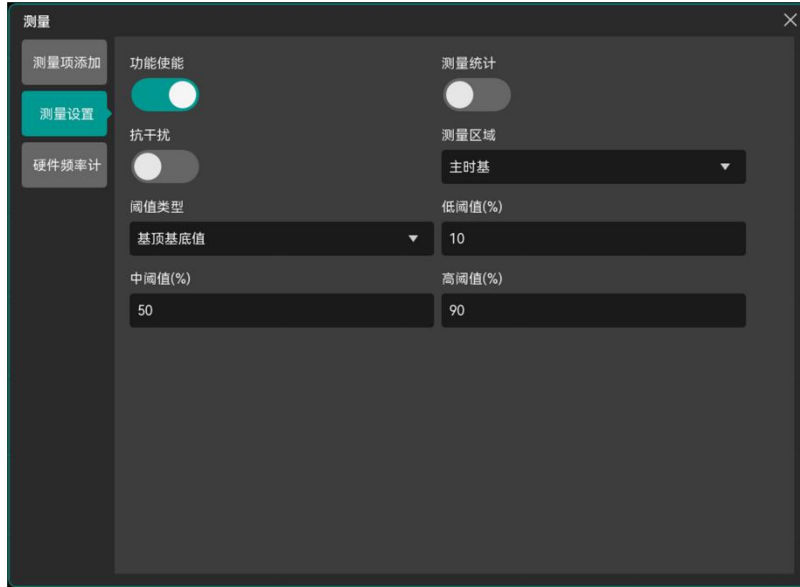 测量
测量项添加
测量设置
硬件频率计
功能使能
测量统计
抗干扰
测量区域
主时基
阈值类型
低阈值(%)
基顶基底值
10
中阈值(%)
高阈值(%)
50
90